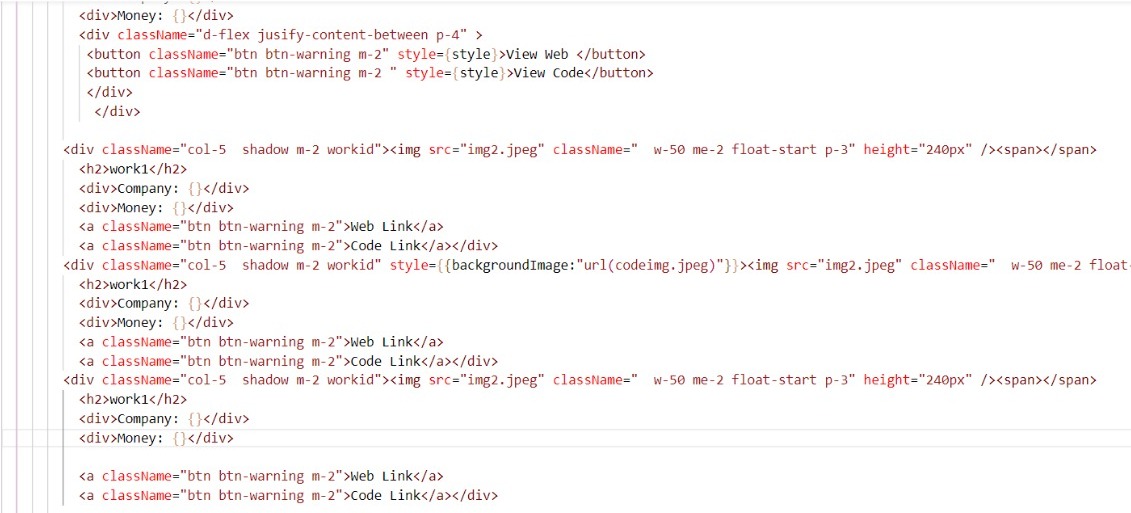 <div>Money: {}</div>
<div className="d-flex jusify-content-between p-4" >
<button className="btn btn-warning m-2" style={style}>View Web </button>
<button className="btn btn-warning m-2 " style={style}>View Code</button>
</div>
</div>
<div className="col-5  shadow m-2 workid"><img src="img2.jpeg" className="  w-50 me-2 float-start p-3" height="240px" /><span></span>
<h2>work1</h2>
<div>Company: {}</div>
<div>Money: {}</div>
<a className="btn btn-warning m-2">Web Link</a>
<a className="btn btn-warning m-2">Code Link</a></div>
<div className="col-5  shadow m-2 workid" style={{backgroundImage:"url(codeimg.jpeg)"}}><img src="img2.jpeg" className="  w-50 me-2 float-
<h2>work1</h2>
<div>Company: {}</div>
<div>Money: {}</div>
<a className="btn btn-warning m-2">Web Link</a>
<a className="btn btn-warning m-2">Code Link</a></div>
<div className="col-5  shadow m-2 workid"><img src="img2.jpeg" className="  w-50 me-2 float-start p-3" height="240px" /><span></span>
<h2>work1</h2>
<div>Company: {}</div>
<div>Money: {}</div>
<a className="btn btn-warning m-2">Web Link</a>
<a className="btn btn-warning m-2">Code Link</a></div>